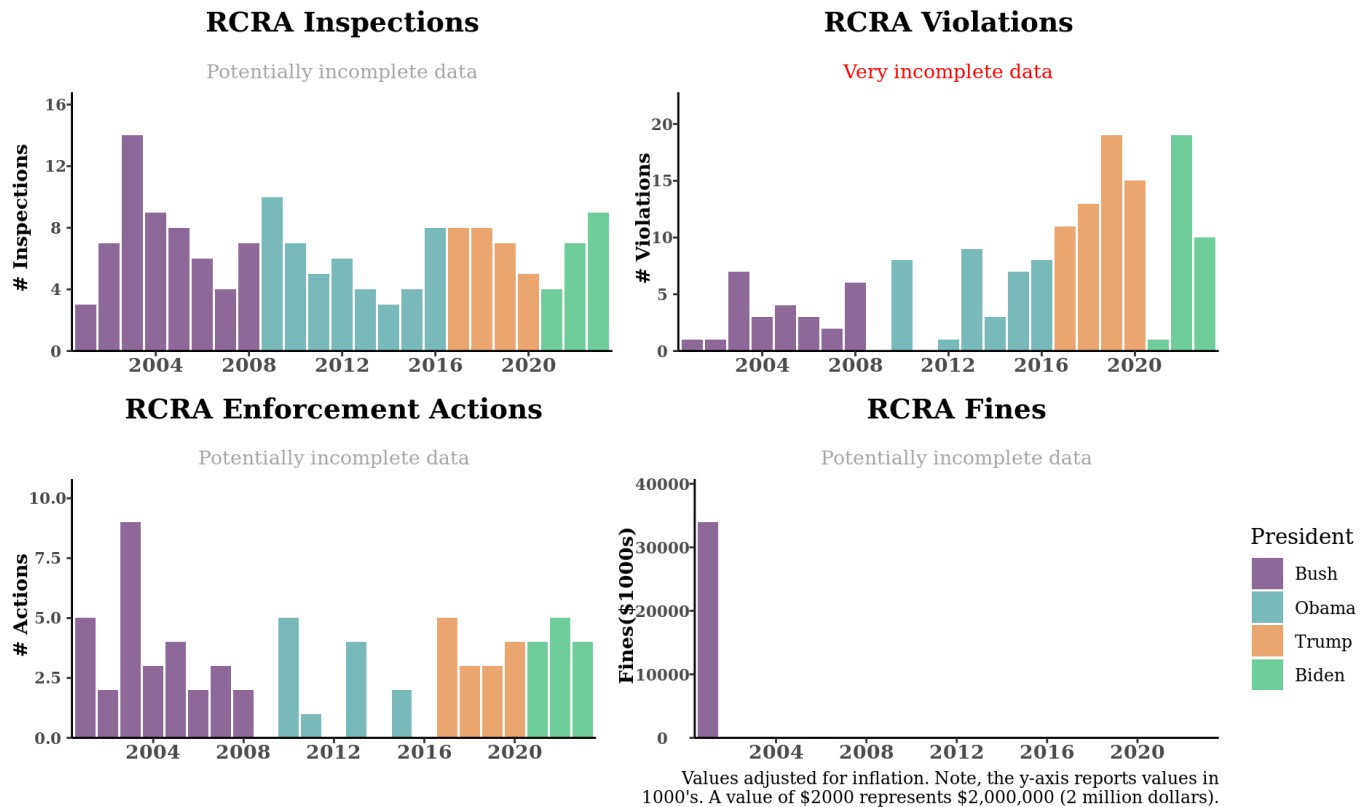 RCRA Inspections
Potentially incomplete data
# Inspections
16
12
8
4
0
2004 2008 2012 2016 2020
RCRA Violations
Very incomplete data
# Violations
20
15
10
5
0
2004 2008 2012 2016 2020
RCRA Enforcement Actions
Potentially incomplete data
# Actions
10.0
7.5
5.0
2.5
0.0
2004 2008 2012 2016 2020
RCRA Fines
Potentially incomplete data
Fines($1000s)
40000
30000
20000
10000
0
2004 2008 2012 2016 2020
Values adjusted for inflation. Note, the y-axis reports values in
1000's. A value of $2000 represents $2,000,000 (2 million dollars).
President
Bush
Obama
Trump
Biden